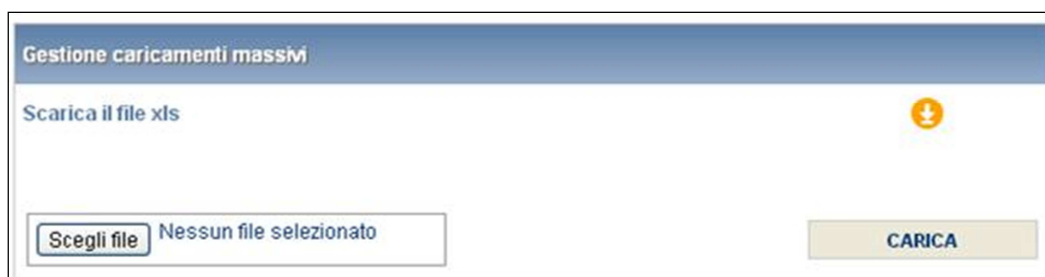 Gestione caricamenti massivi
Scarica il file xls
Scegli file Nessun file selezionato
CARICA